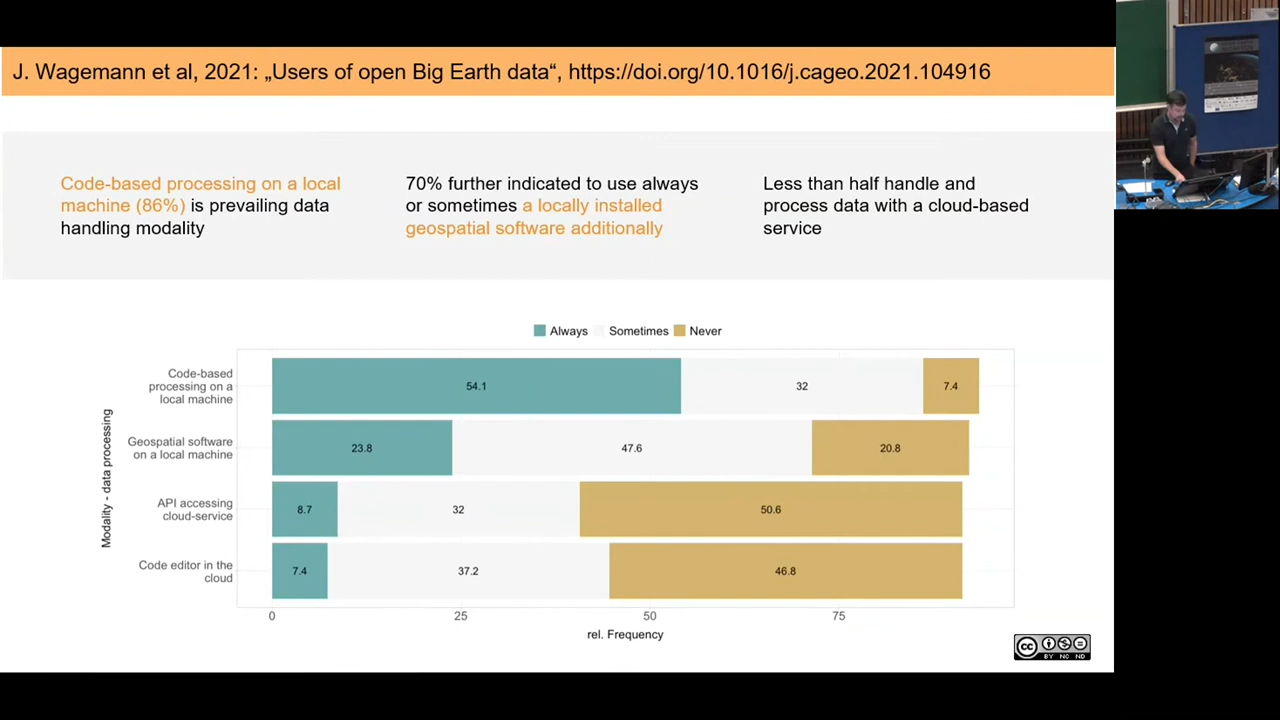 J. Wagemann et al, 2021: „Users of open Big Earth data“, https://doi.org/10.1016/j.cageo.2021.104916
Code-based processing on a local
machine (86%) is prevailing data
handling modality
70% further indicated to use always
or sometimes a locally installed
geospatial software additionally
Less than half handle and
process data with a cloud-based
service
Always Sometimes Never
Modality - data processing
Code-based
processing on a
local machine
54.1 32 7.4
Geospatial software
on a local machine
23.8 47.6 20.8
API accessing
cloud-service
8.7 32 50.6
Code editor in the
cloud
7.4 37.2 46.8
0 25 50 75
rel. Frequency
cc
BY NC ND